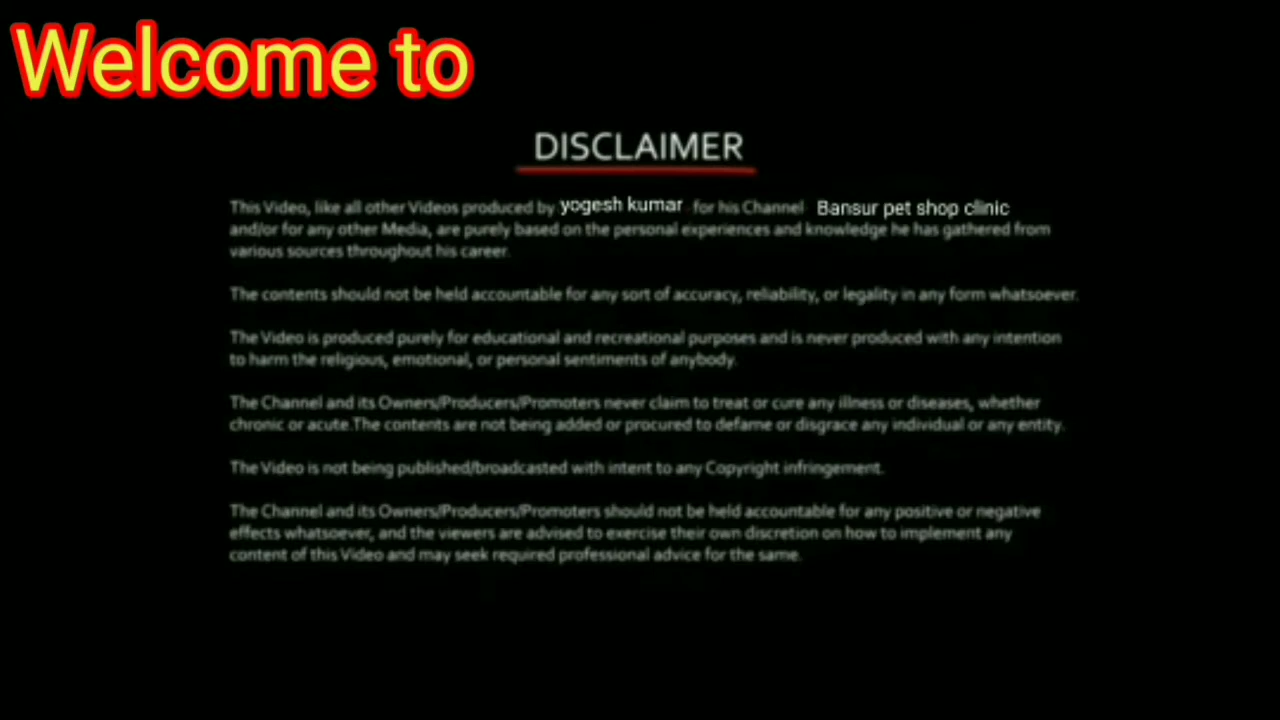 Welcome to
DISCLAIMER
This Video, like all other Videos produced by yogesh kumar for his Channel Bansur pet shop clinic
and/or for any other Media, are purely based on the personal experiences and knowledge he has gathered from
various sources throughout his career.
The contents should not be held accountable for any sort of accuracy, reliability, or legality in any form whatsoever.
The Video is produced purely for educational and recreational purposes and is never produced with any intention
to harm the religious, emotional, or personal sentiments of anybody.
The Channel and its Owners/Producers/Promoters never claim to treat or cure any illness or diseases, whether
chronic or acute.The contents are not being added or procured to defame or disgrace any individual or any entity.
The Video is not being published/broadcasted with intent to any Copyright infringement.
The Channel and its Owners/Producers/Promoters should not be held accountable for any positive or negative
effects whatsoever, and the viewers are advised to exercise their own discretion on how to implement any
content of this Video and may seek required professional advice for the same.